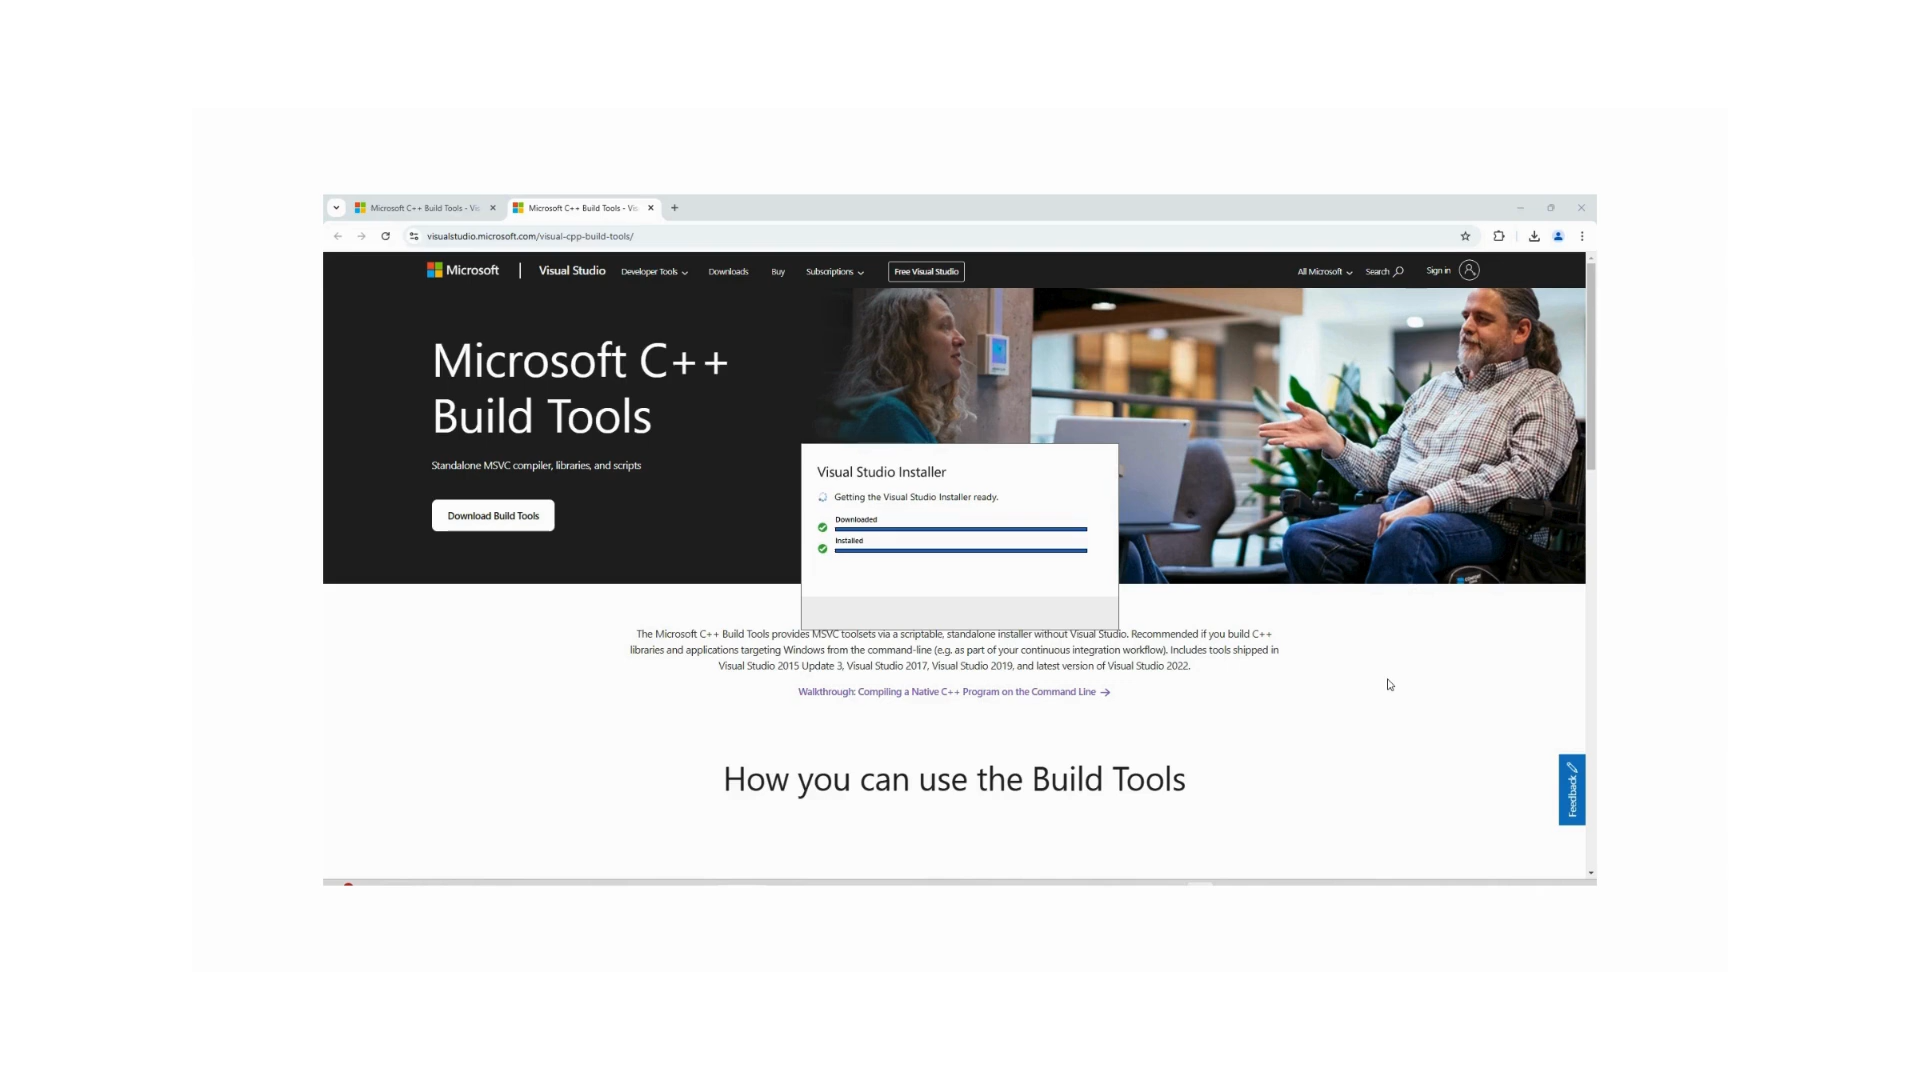 Microsoft C++ Build Tools - Vis
Microsoft C++ Build Tools - Vis
visualstudio.microsoft.com/visual-cpp-build-tools/
Microsoft | Visual Studio Developer Tools Downloads Buy Subscriptions Free Visual Studio All Microsoft Search Sign in
Microsoft C++
Build Tools
Standalone MSVC compiler, libraries, and scripts
Download Build Tools
Visual Studio Installer
Getting the Visual Studio Installer ready.
Downloaded
Installed
The Microsoft C++ Build Tools provides MSVC toolsets via a scriptable, standalone installer without Visual Studio. Recommended if you build C++
libraries and applications targeting Windows from the command-line (e.g. as part of your continuous integration workflow). Includes tools shipped in
Visual Studio 2015 Update 3, Visual Studio 2017, Visual Studio 2019, and latest version of Visual Studio 2022.
Walkthrough: Compiling a Native C++ Program on the Command Line →
How you can use the Build Tools
Feedback